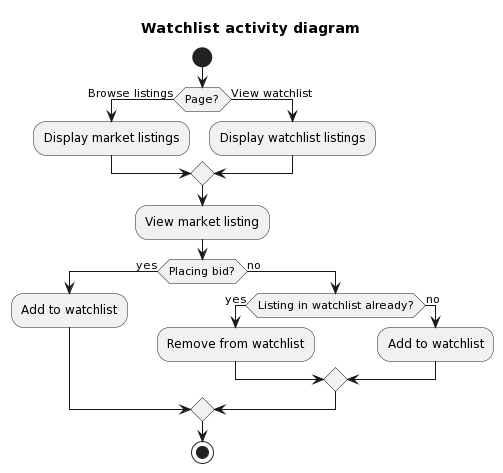 Watchlist activity diagram
Browse listings
Page?
View watchlist
Display market listings
Display watchlist listings
View market listing
yes
Placing bid?
no
Add to watchlist
yes
Listing in watchlist already?
no
Remove from watchlist
Add to watchlist